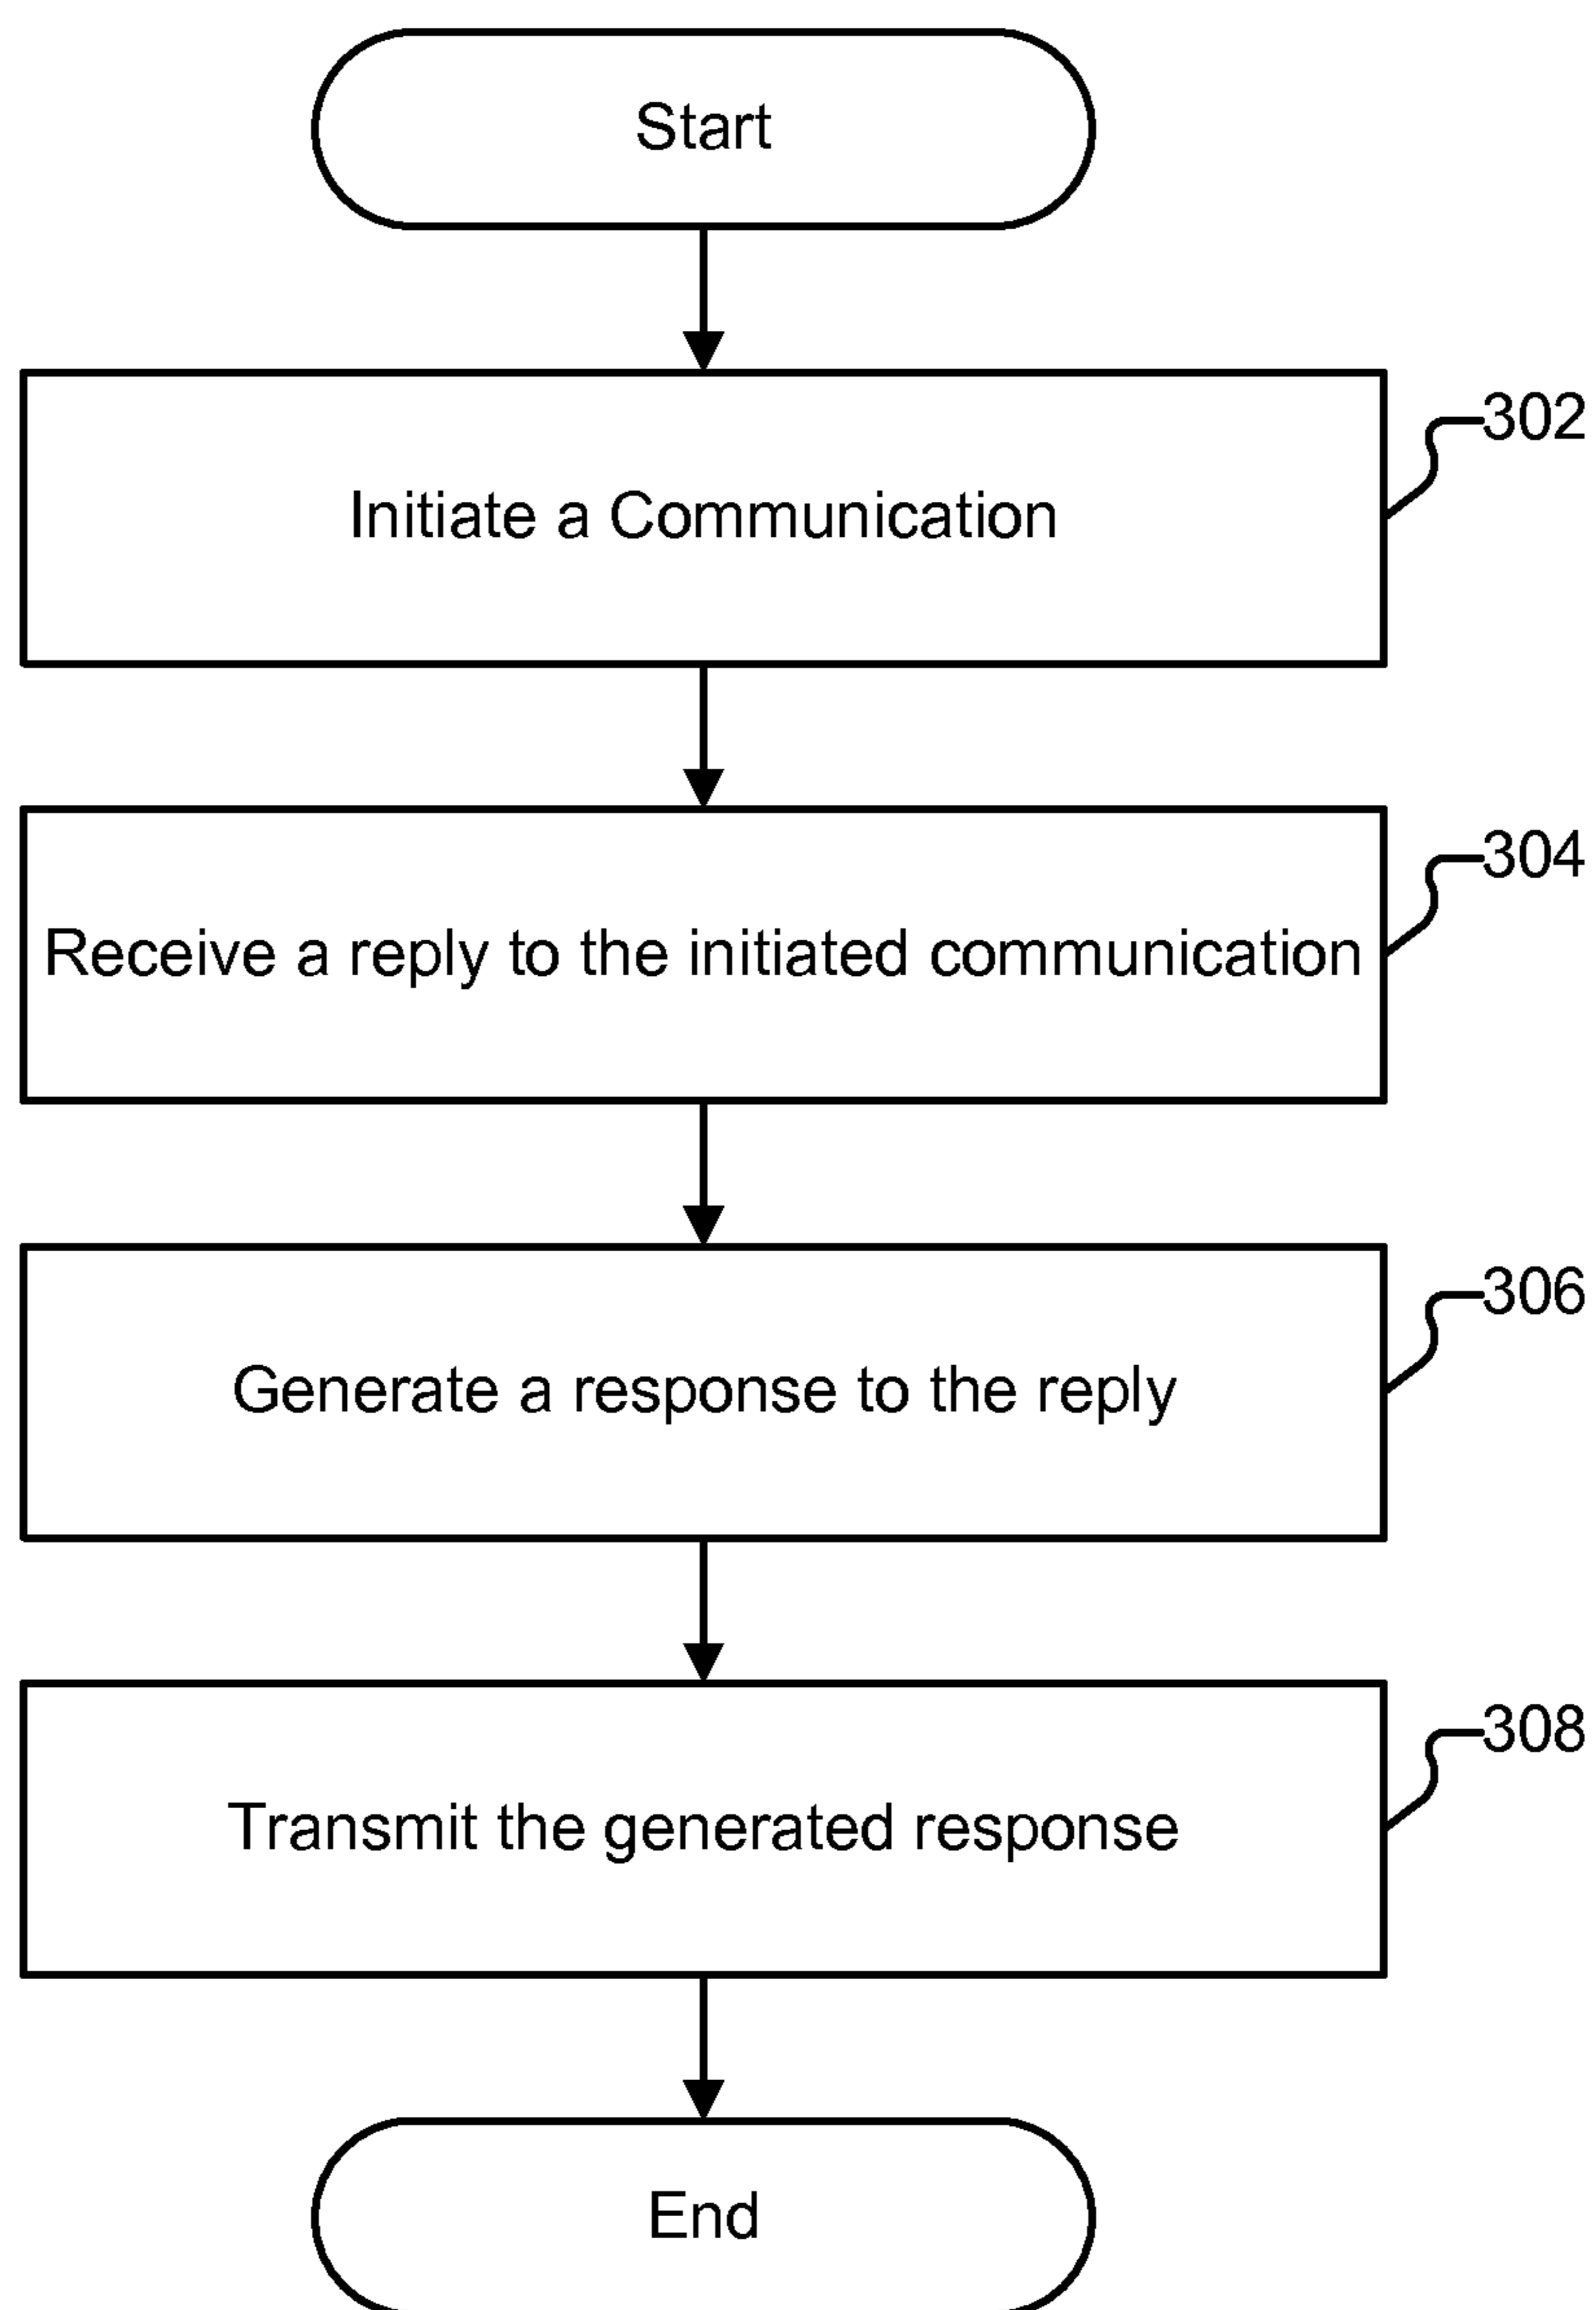 Start
302
Initiate a Communication
304
Receive a reply to the initiated communication
306
Generate a response to the reply
308
Transmit the generated response
End